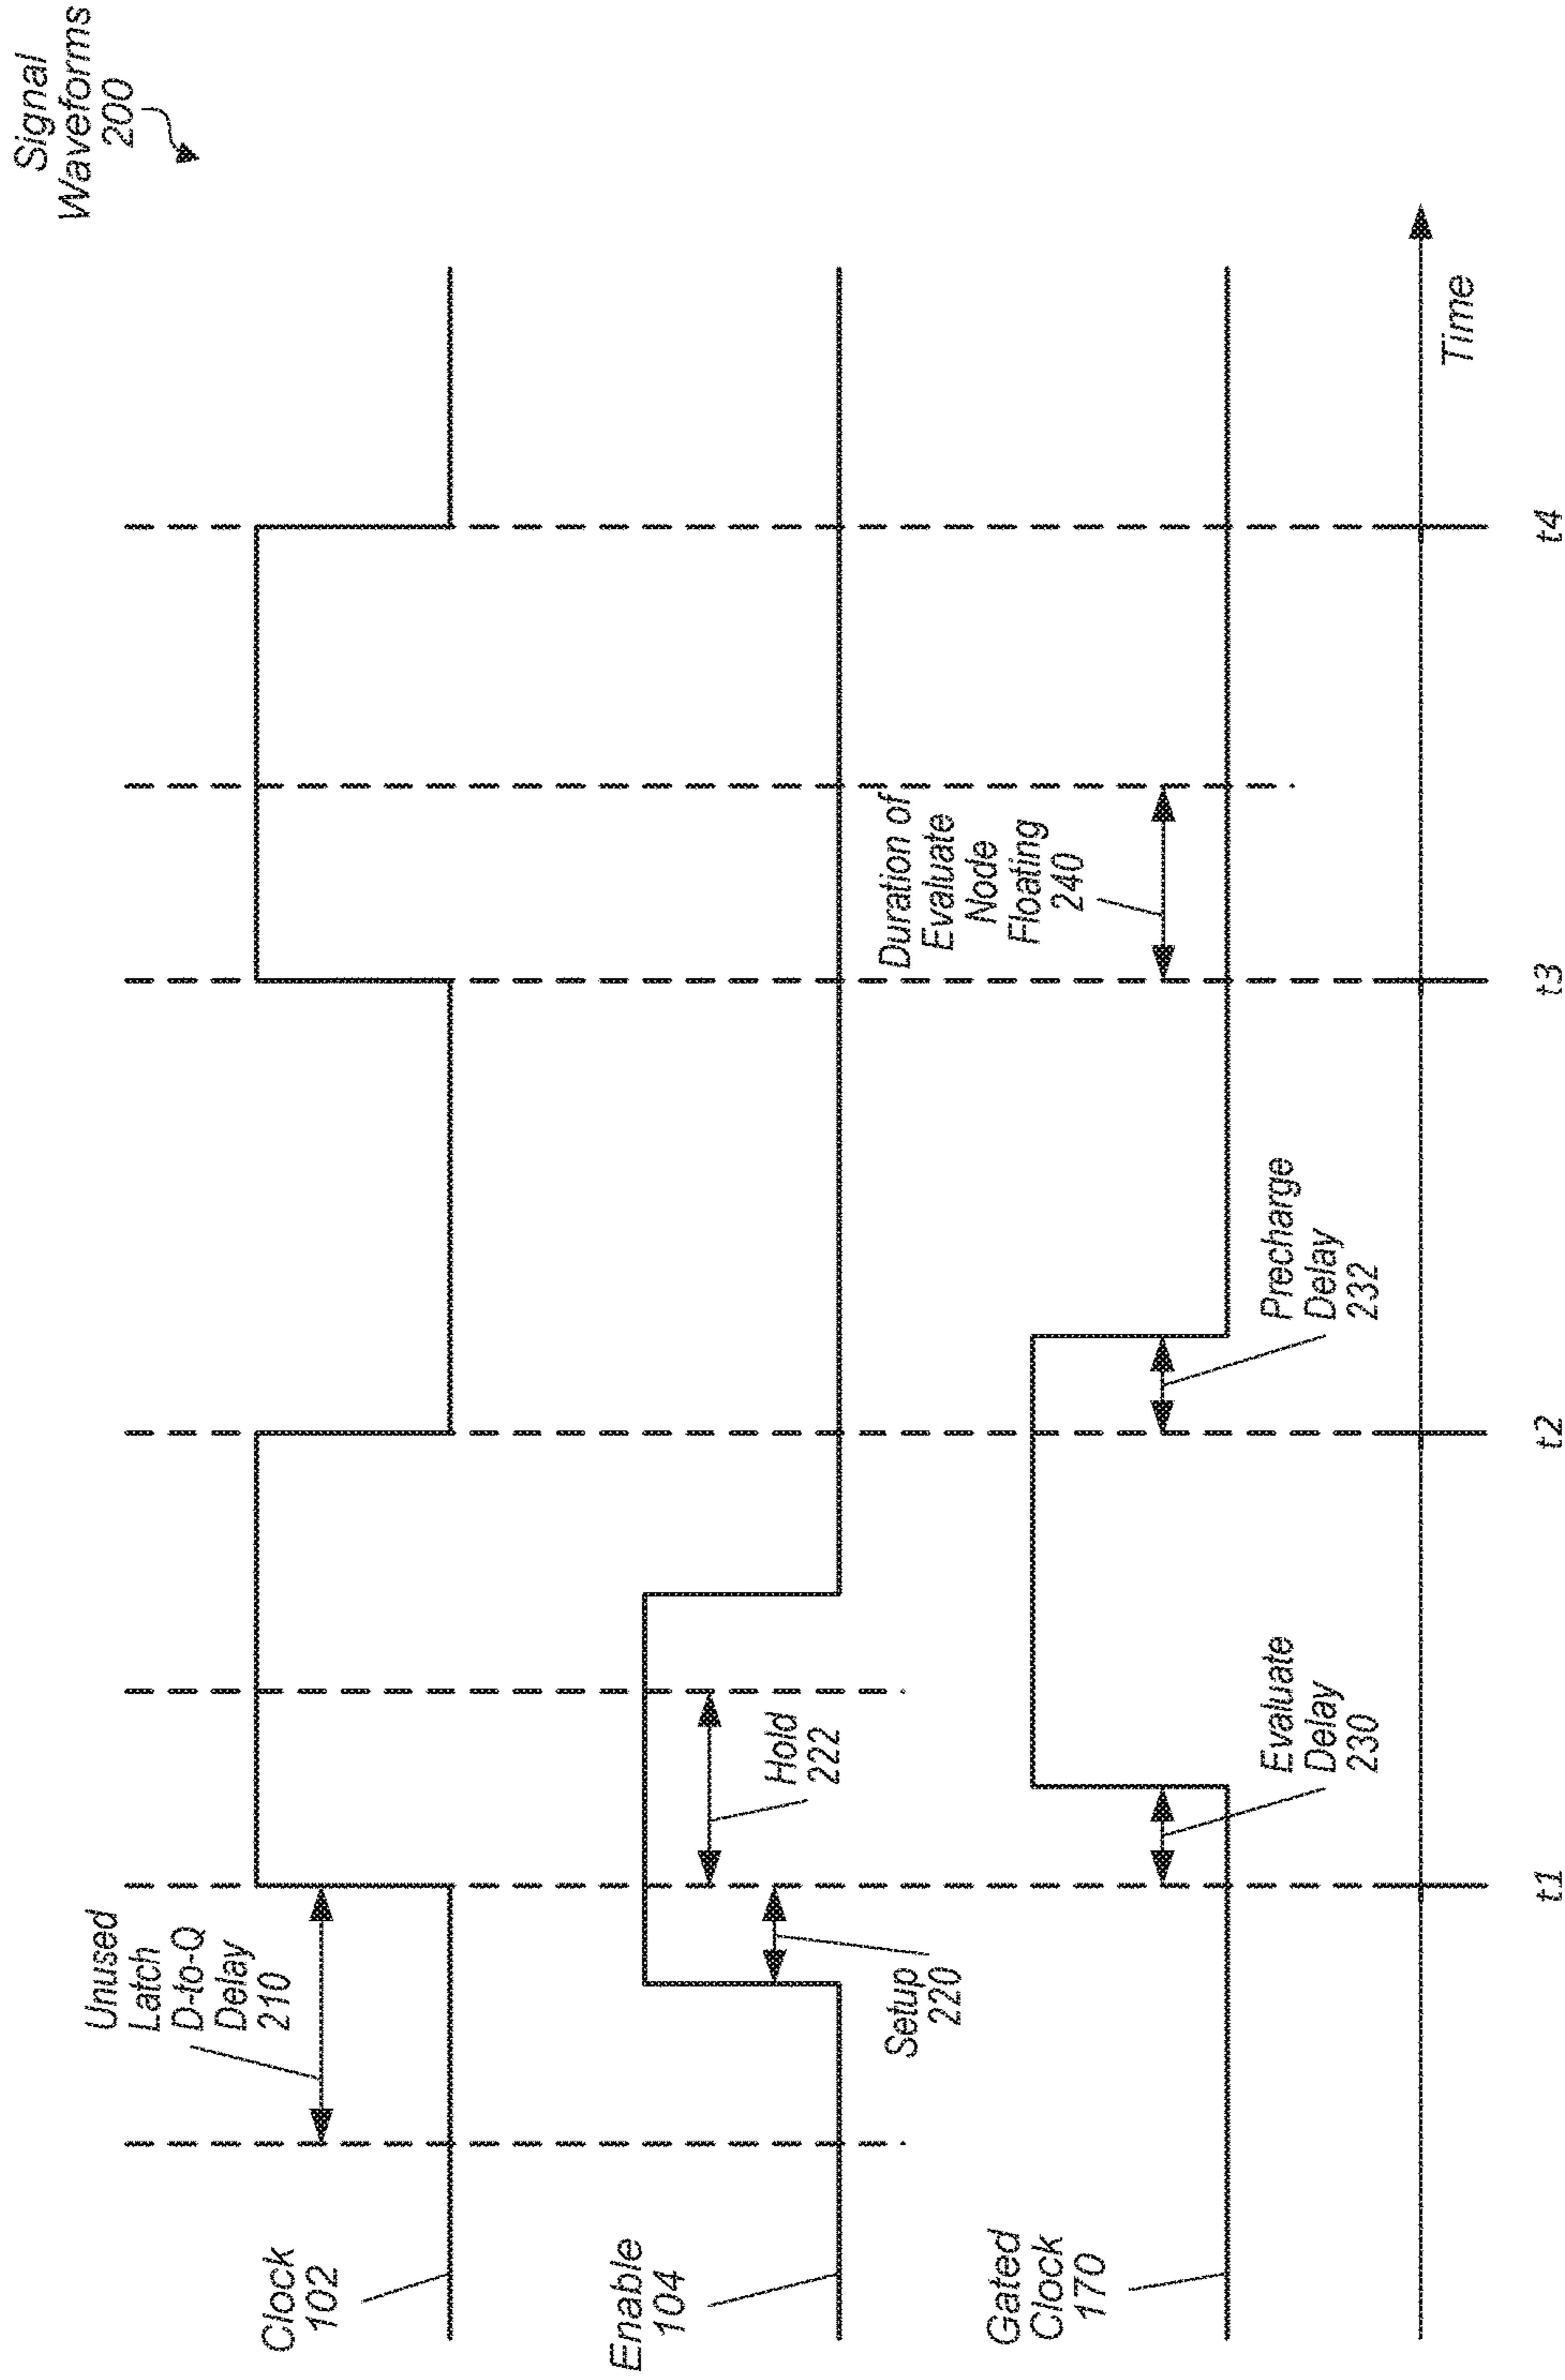 Signal
Waveforms
200
Unused
Latch
D-to-Q
Delay
210
Clock
102
Hold
222
Setup
220
Enable
104
Duration of
Evaluate
Node
Floating
240
Gated
Clock
170
Evaluate
Delay
230
Precharge
Delay
232
Time
t1
t2
t3
t4